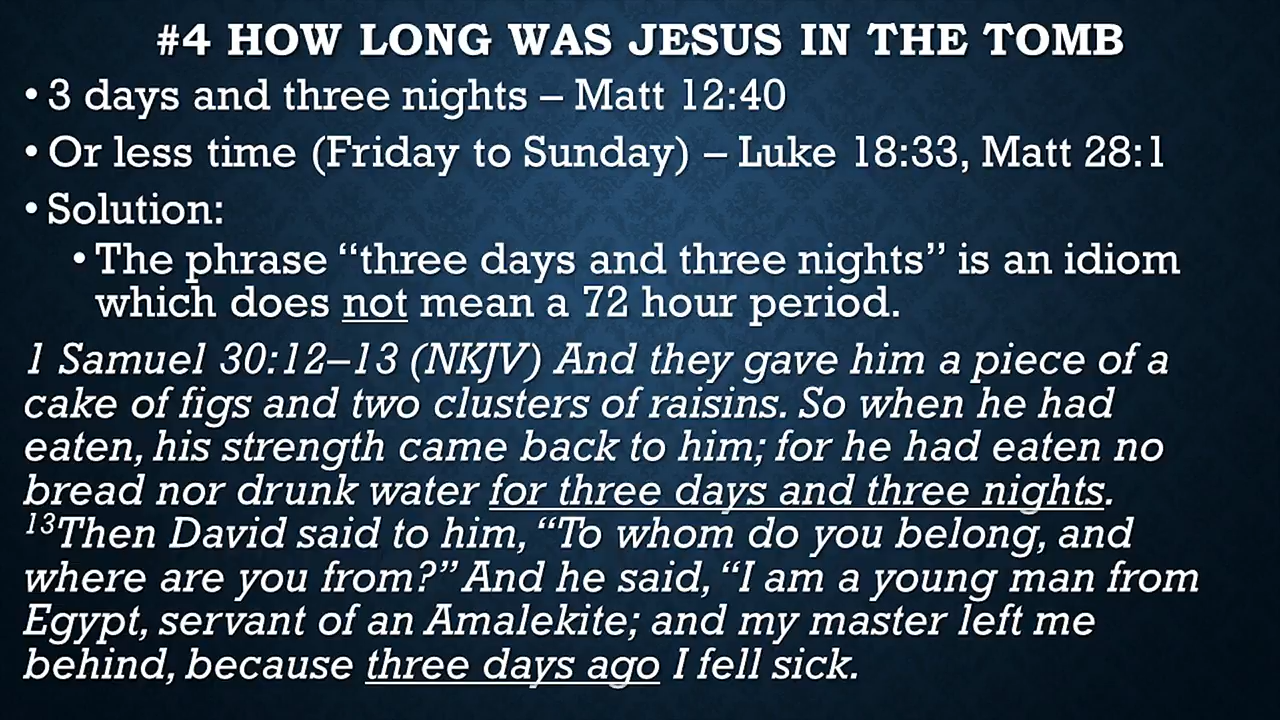 #4 HOW LONG WAS JESUS IN THE TOMB
• 3 days and three nights – Matt 12:40
• Or less time (Friday to Sunday) – Luke 18:33, Matt 28:1
• Solution:
• The phrase “three days and three nights” is an idiom
which does not mean a 72 hour period.
1 Samuel 30:12–13 (NKJV) And they gave him a piece of a
cake of figs and two clusters of raisins. So when he had
eaten, his strength came back to him; for he had eaten no
bread nor drunk water for three days and three nights.
¹³Then David said to him, “To whom do you belong, and
where are you from?” And he said, “I am a young man from
Egypt, servant of an Amalekite; and my master left me
behind, because three days ago I fell sick.